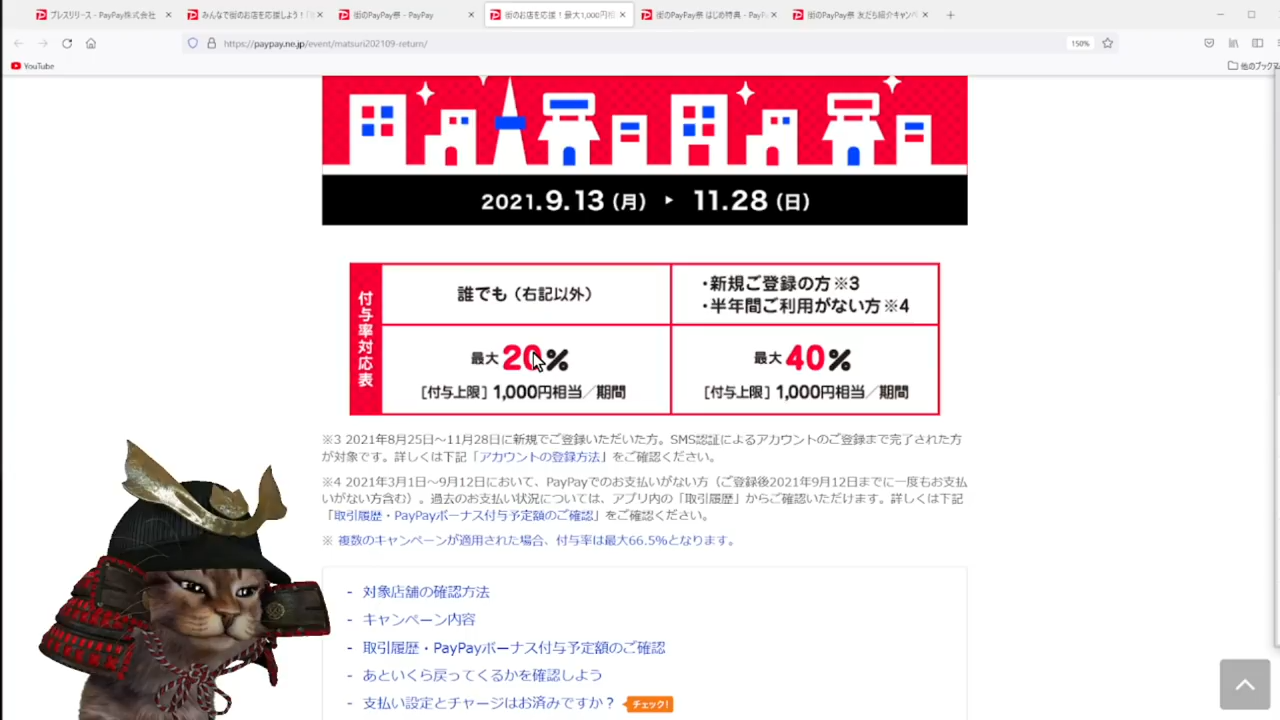 プレスリリース - PayPay株式会社
みんなで街のお店を応援しよう！「
街のPayPay祭 - PayPay
街のお店を応援！最大1,000円相
街のPayPay祭 はじめ特典 - PayP
街のPayPay祭 友だち紹介キャンペ
https://paypay.ne.jp/event/matsuri202109-return/
150%
YouTube
他のブックマ
2021.9.13（月）▶ 11.28（日）
付与率対応表
誰でも（右記以外）
・新規ご登録の方※3
・半年間ご利用がない方※4
最大20%
［付与上限］1,000円相当／期間
最大40%
［付与上限］1,000円相当／期間
※3 2021年8月25日～11月28日に新規でご登録いただいた方。SMS認証によるアカウントのご登録まで完了された方
が対象です。詳しくは下記「アカウントの登録方法」をご確認ください。
※4 2021年3月1日～9月12日において、PayPayでのお支払いがない方（ご登録後2021年9月12日までに一度もお支払
いがない方含む）。過去のお支払い状況については、アプリ内の「取引履歴」からご確認いただけます。詳しくは下記
「取引履歴・PayPayボーナス付与予定額のご確認」をご確認ください。
※ 複数のキャンペーンが適用された場合、付与率は最大66.5%となります。
- 対象店舗の確認方法
- キャンペーン内容
- 取引履歴・PayPayボーナス付与予定額のご確認
- あといくら戻ってくるかを確認しよう
- 支払い設定とチャージはお済みですか？ チェック！